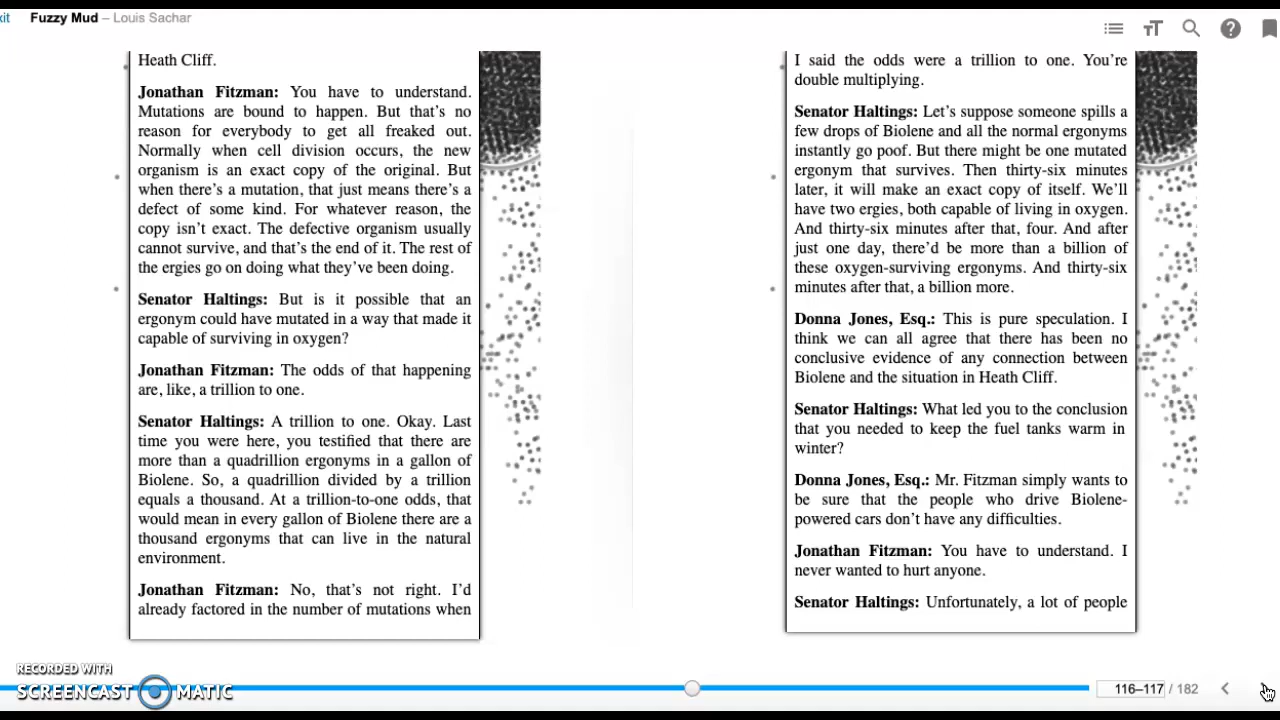 xit Fuzzy Mud – Louis Sachar
Heath Cliff.
Jonathan Fitzman: You have to understand.
Mutations are bound to happen. But that’s no
reason for everybody to get all freaked out.
Normally when cell division occurs, the new
organism is an exact copy of the original. But
when there’s a mutation, that just means there’s a
defect of some kind. For whatever reason, the
copy isn’t exact. The defective organism usually
cannot survive, and that’s the end of it. The rest of
the ergies go on doing what they’ve been doing.
Senator Haltings: But is it possible that an
ergonym could have mutated in a way that made it
capable of surviving in oxygen?
Jonathan Fitzman: The odds of that happening
are, like, a trillion to one.
Senator Haltings: A trillion to one. Okay. Last
time you were here, you testified that there are
more than a quadrillion ergonyms in a gallon of
Biolene. So, a quadrillion divided by a trillion
equals a thousand. At a trillion-to-one odds, that
would mean in every gallon of Biolene there are a
thousand ergonyms that can live in the natural
environment.
Jonathan Fitzman: No, that’s not right. I’d
already factored in the number of mutations when
I said the odds were a trillion to one. You’re
double multiplying.
Senator Haltings: Let’s suppose someone spills a
few drops of Biolene and all the normal ergonyms
instantly go poof. But there might be one mutated
ergonym that survives. Then thirty-six minutes
later, it will make an exact copy of itself. We’ll
have two ergies, both capable of living in oxygen.
And thirty-six minutes after that, four. And after
just one day, there’d be more than a billion of
these oxygen-surviving ergonyms. And thirty-six
minutes after that, a billion more.
Donna Jones, Esq.: This is pure speculation. I
think we can all agree that there has been no
conclusive evidence of any connection between
Biolene and the situation in Heath Cliff.
Senator Haltings: What led you to the conclusion
that you needed to keep the fuel tanks warm in
winter?
Donna Jones, Esq.: Mr. Fitzman simply wants to
be sure that the people who drive Biolene-
powered cars don’t have any difficulties.
Jonathan Fitzman: You have to understand. I
never wanted to hurt anyone.
Senator Haltings: Unfortunately, a lot of people
RECORDED WITH
SCREENCAST MATIC
116–117 / 182